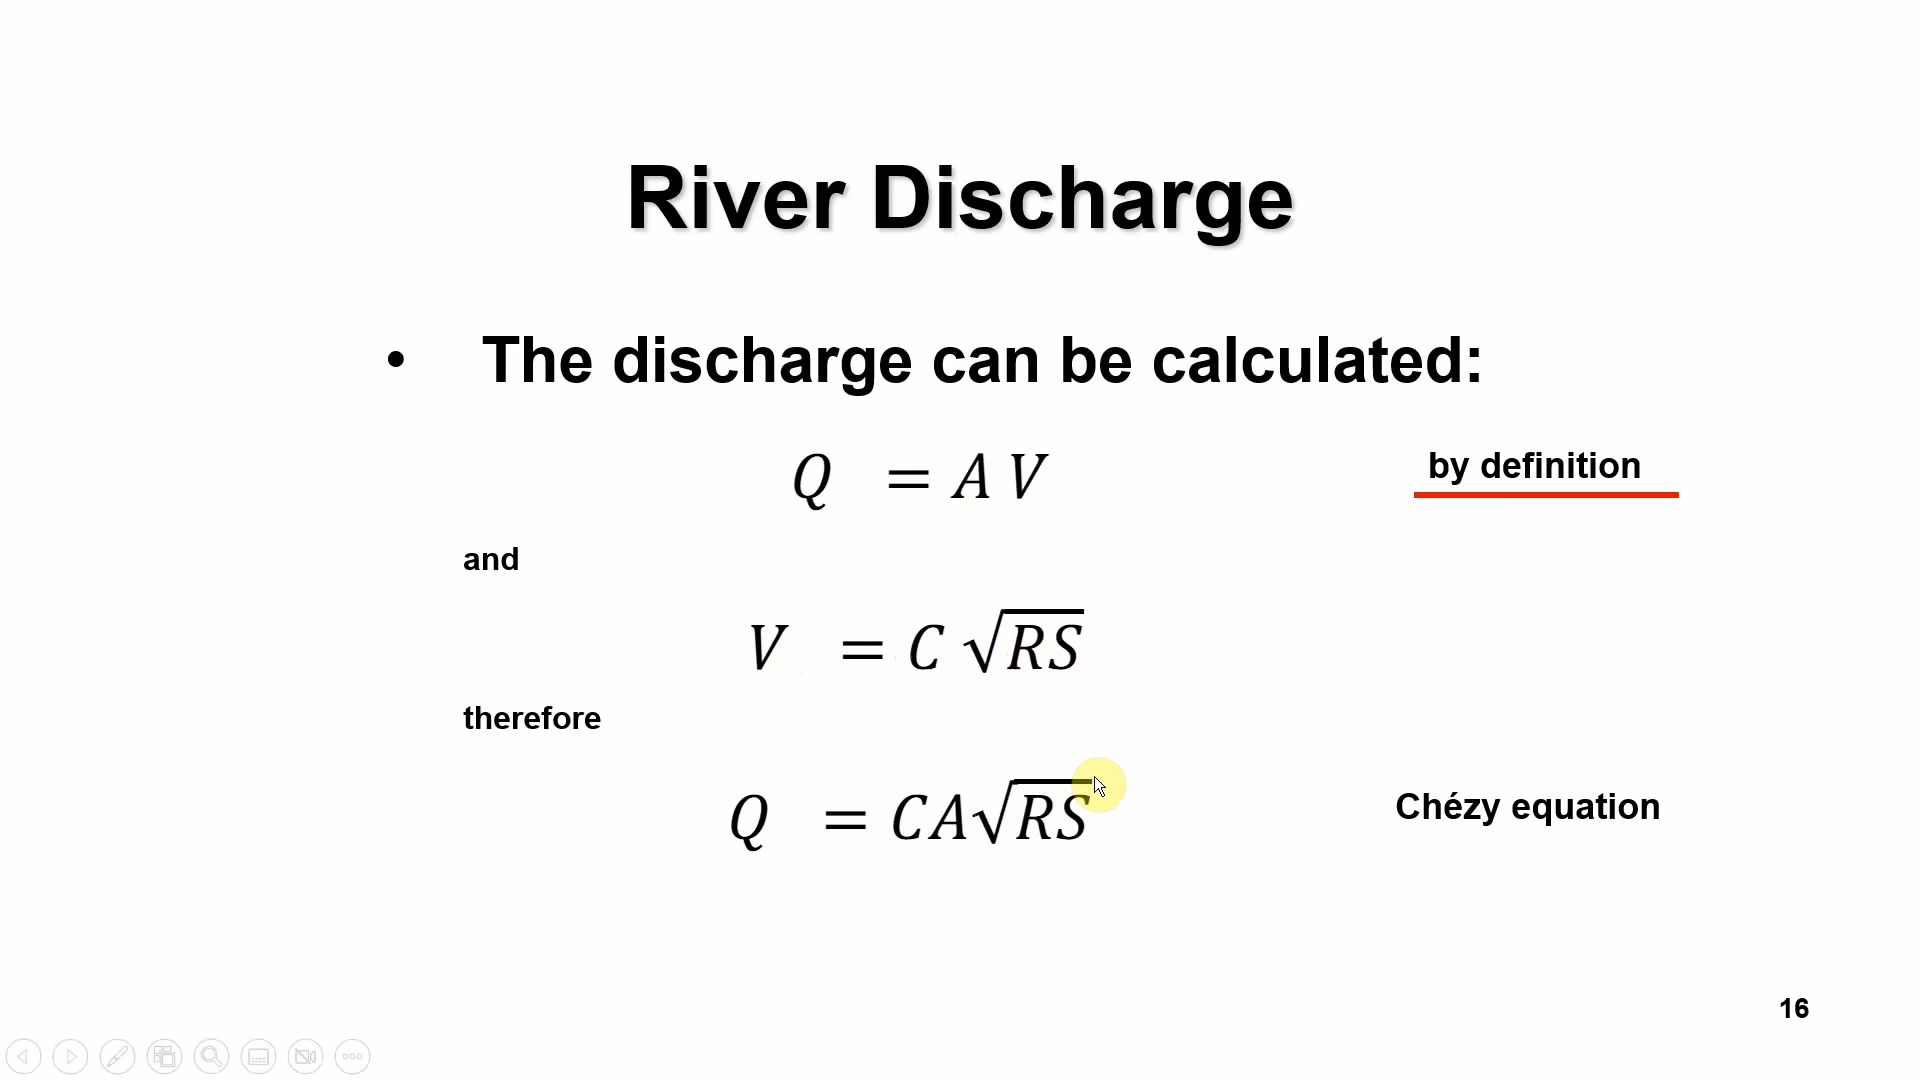 River Discharge
• The discharge can be calculated:
Q = A V by definition
and
V = C √RS
therefore
Q = CA√RS Chézy equation
16